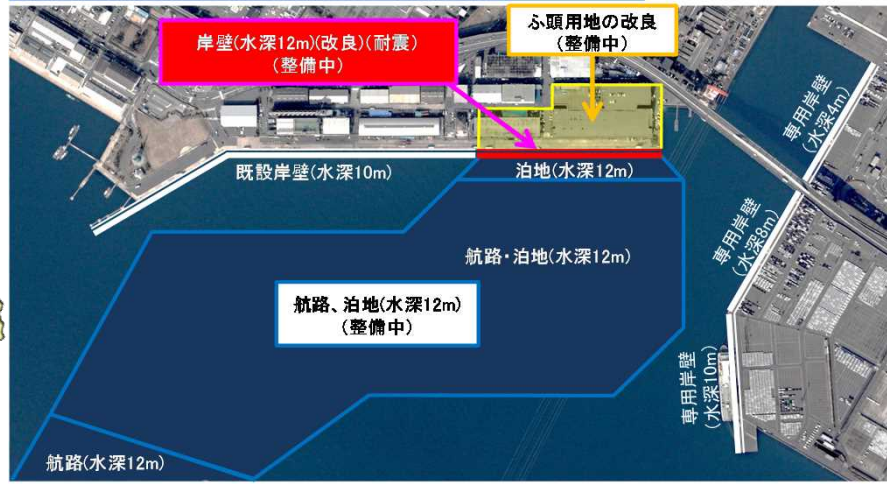 岸壁(水深12m)(改良)(耐震)
(整備中)
ふ頭用地の改良
(整備中)
専用岸壁
(水深4m)
既設岸壁(水深10m)
泊地(水深12m)
専用岸壁
(水深8m)
航路・泊地(水深12m)
航路、泊地(水深12m)
(整備中)
専用岸壁
(水深10m)
航路(水深12m)